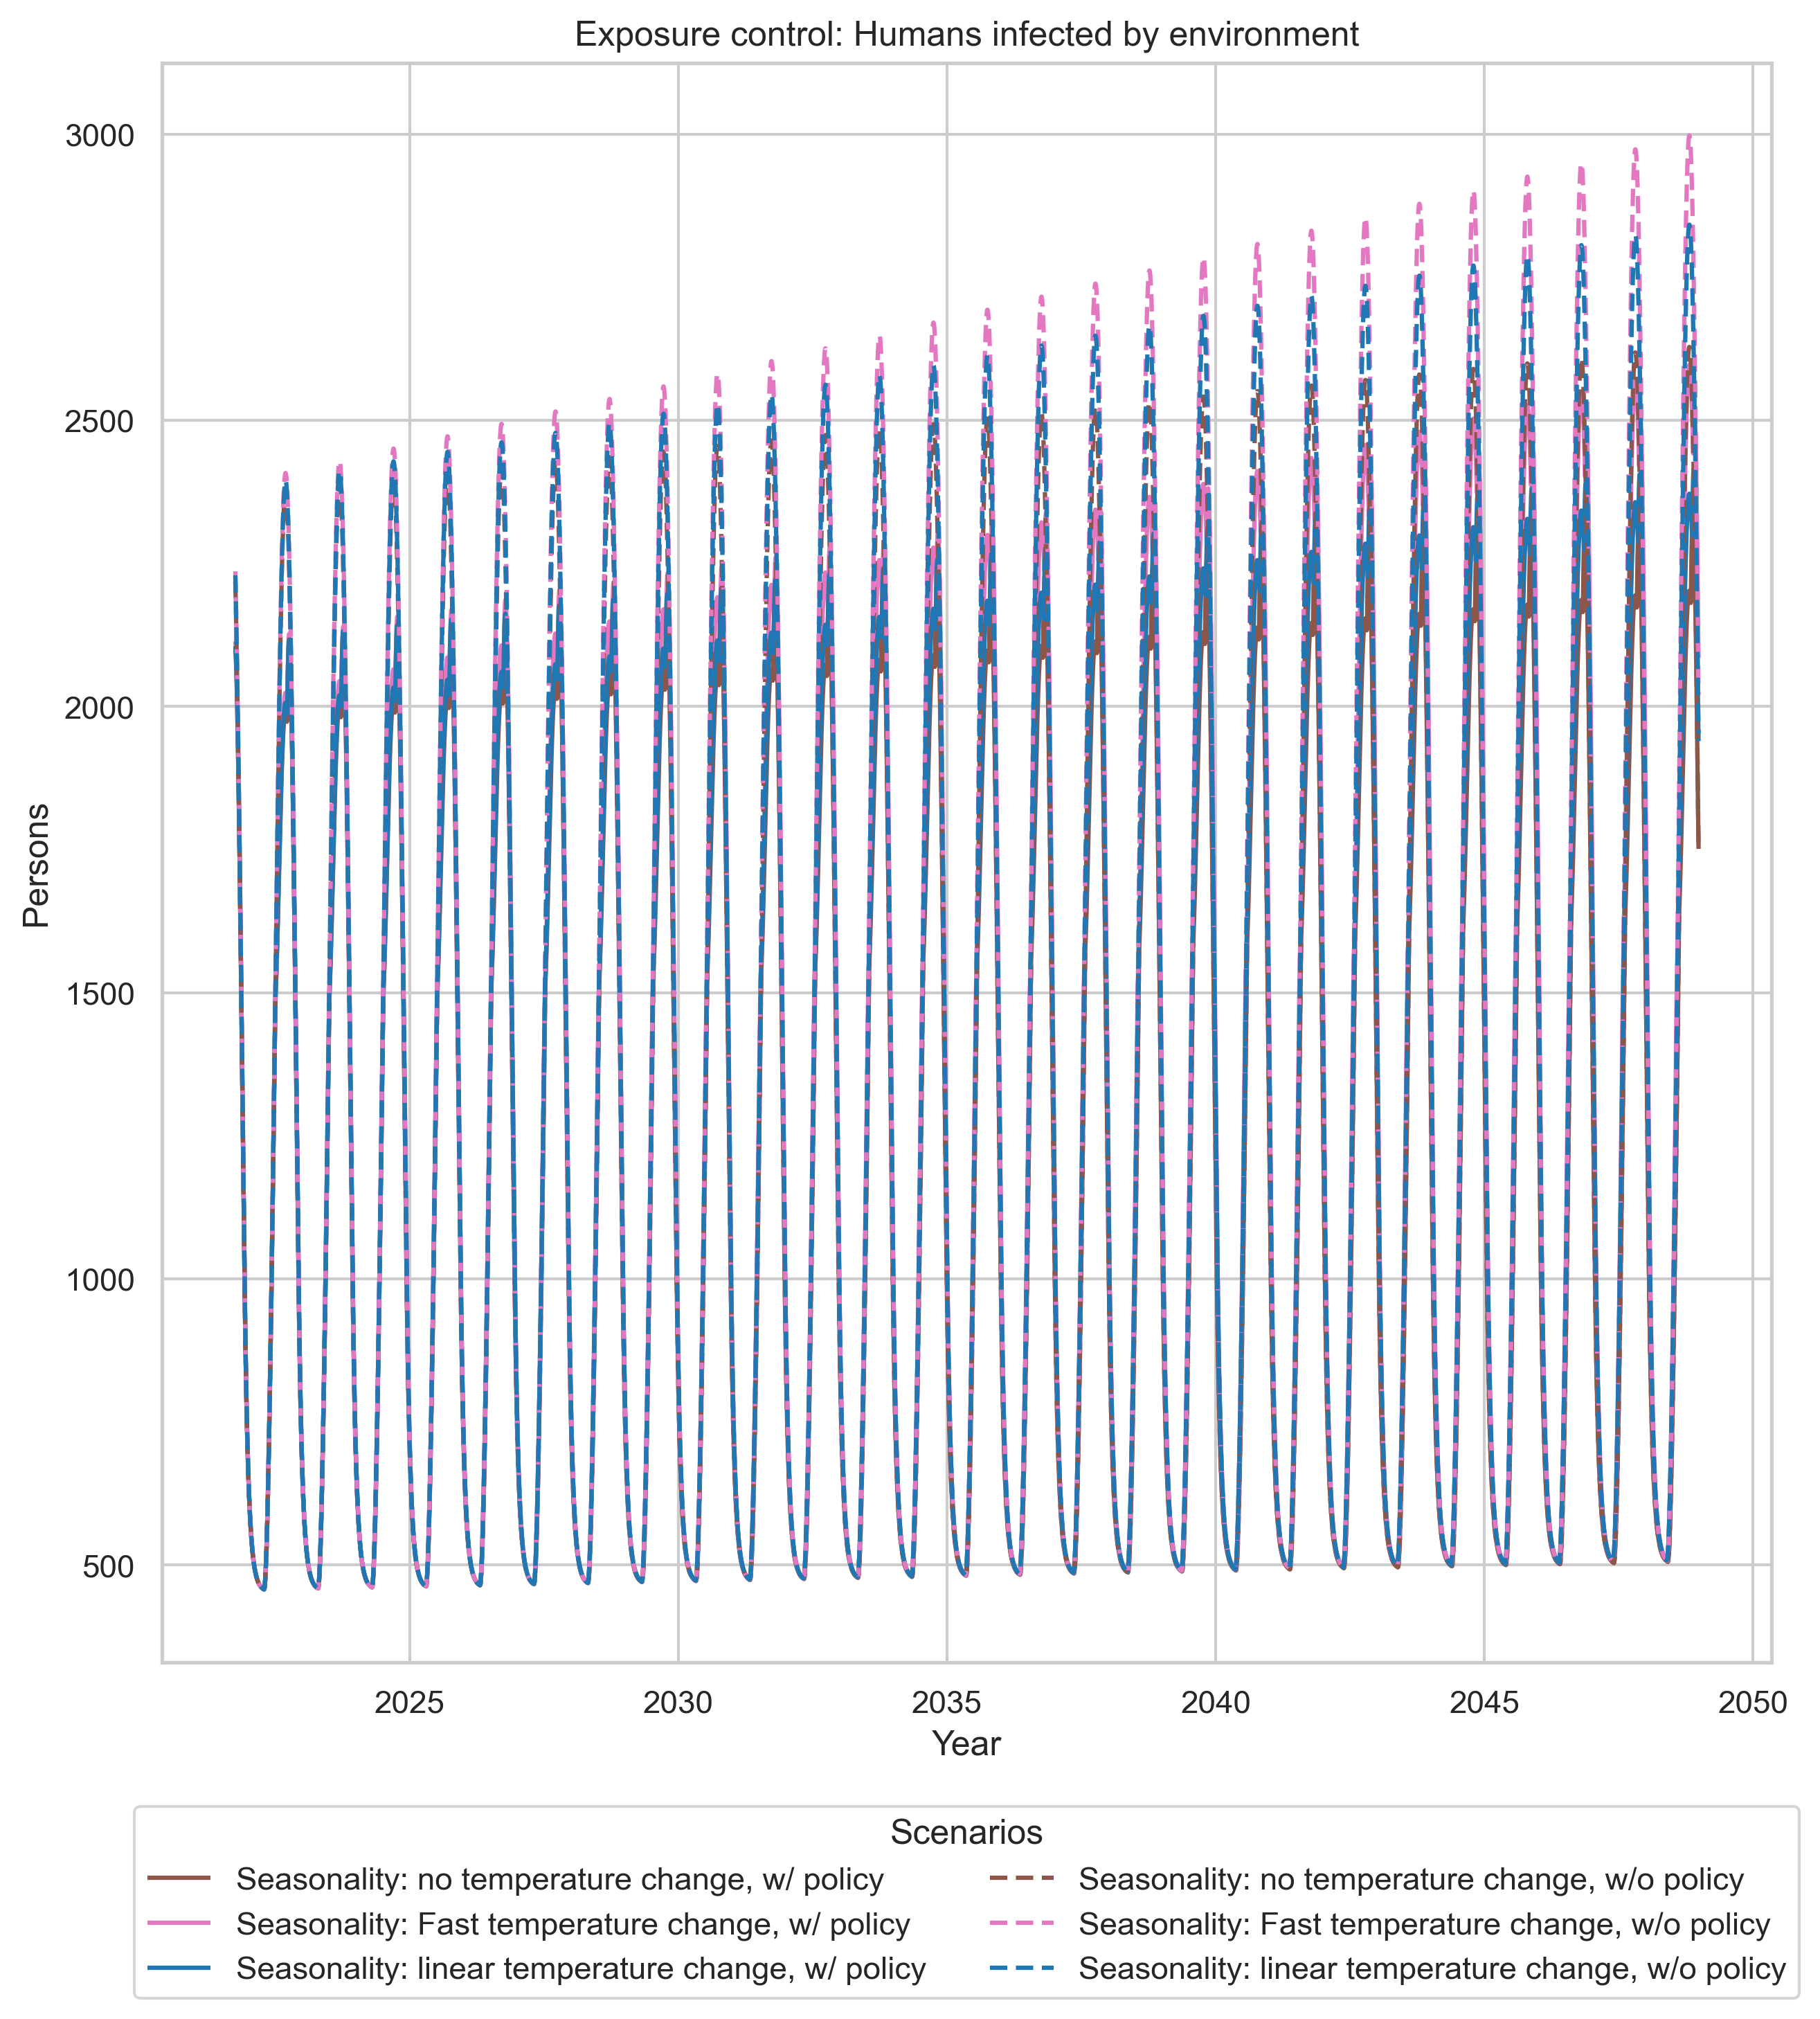 Exposure control: Humans infected by environment
3000
2500
2000
1500
1000
500
Persons
2025
2030
2035
2040
2045
2050
Year
Scenarios
Seasonality: no temperature change, w/ policy
Seasonality: Fast temperature change, w/ policy
Seasonality: linear temperature change, w/ policy
Seasonality: no temperature change, w/o policy
Seasonality: Fast temperature change, w/o policy
Seasonality: linear temperature change, w/o policy